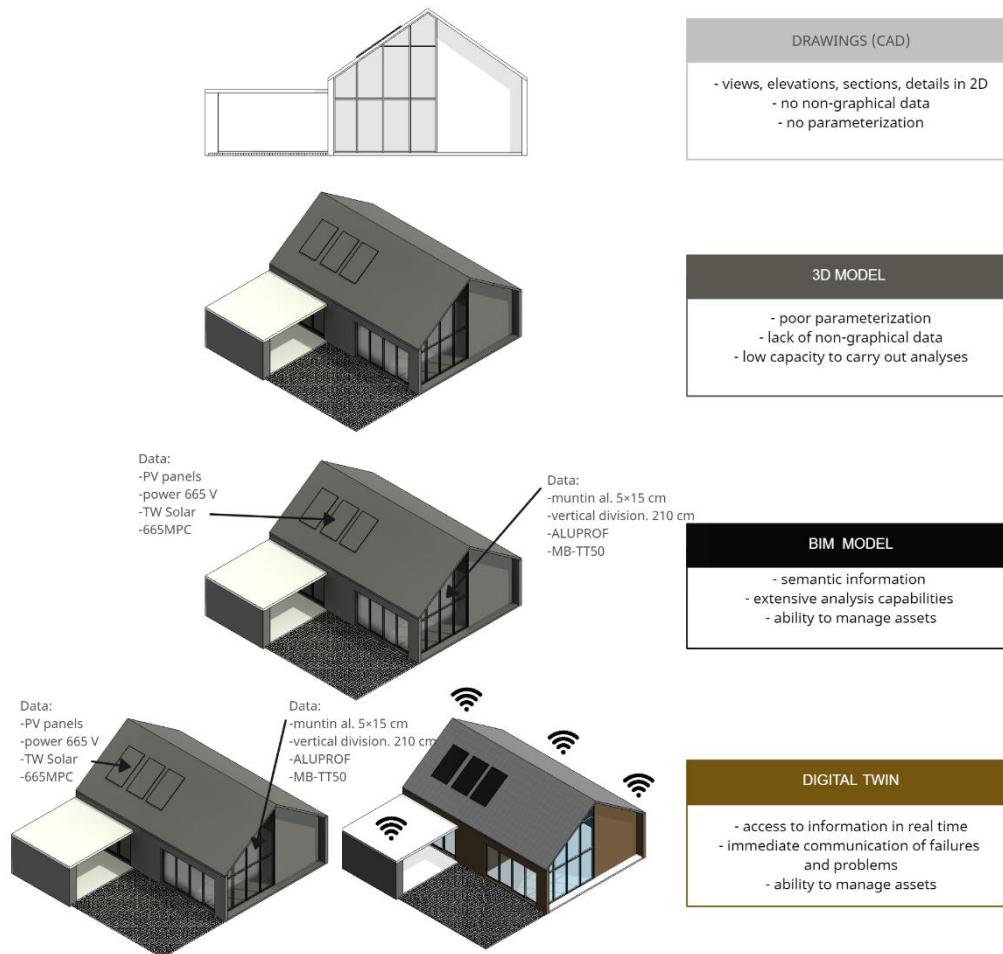 DRAWINGS (CAD)
- views, elevations, sections, details in 2D
- no non-graphical data
- no parameterization
3D MODEL
- poor parameterization
- lack of non-graphical data
- low capacity to carry out analyses
Data:
-PV panels
-power 665 V
-TW Solar
-665MPC
Data:
-muntin al. 5×15 cm
-vertical division. 210 cm
-ALUPROF
-MB-TT50
BIM MODEL
- semantic information
- extensive analysis capabilities
- ability to manage assets
Data:
-PV panels
-power 665 V
-TW Solar
-665MPC
Data:
-muntin al. 5×15 cm
-vertical division. 210 cm
-ALUPROF
-MB-TT50
DIGITAL TWIN
- access to information in real time
- immediate communication of failures
and problems
- ability to manage assets